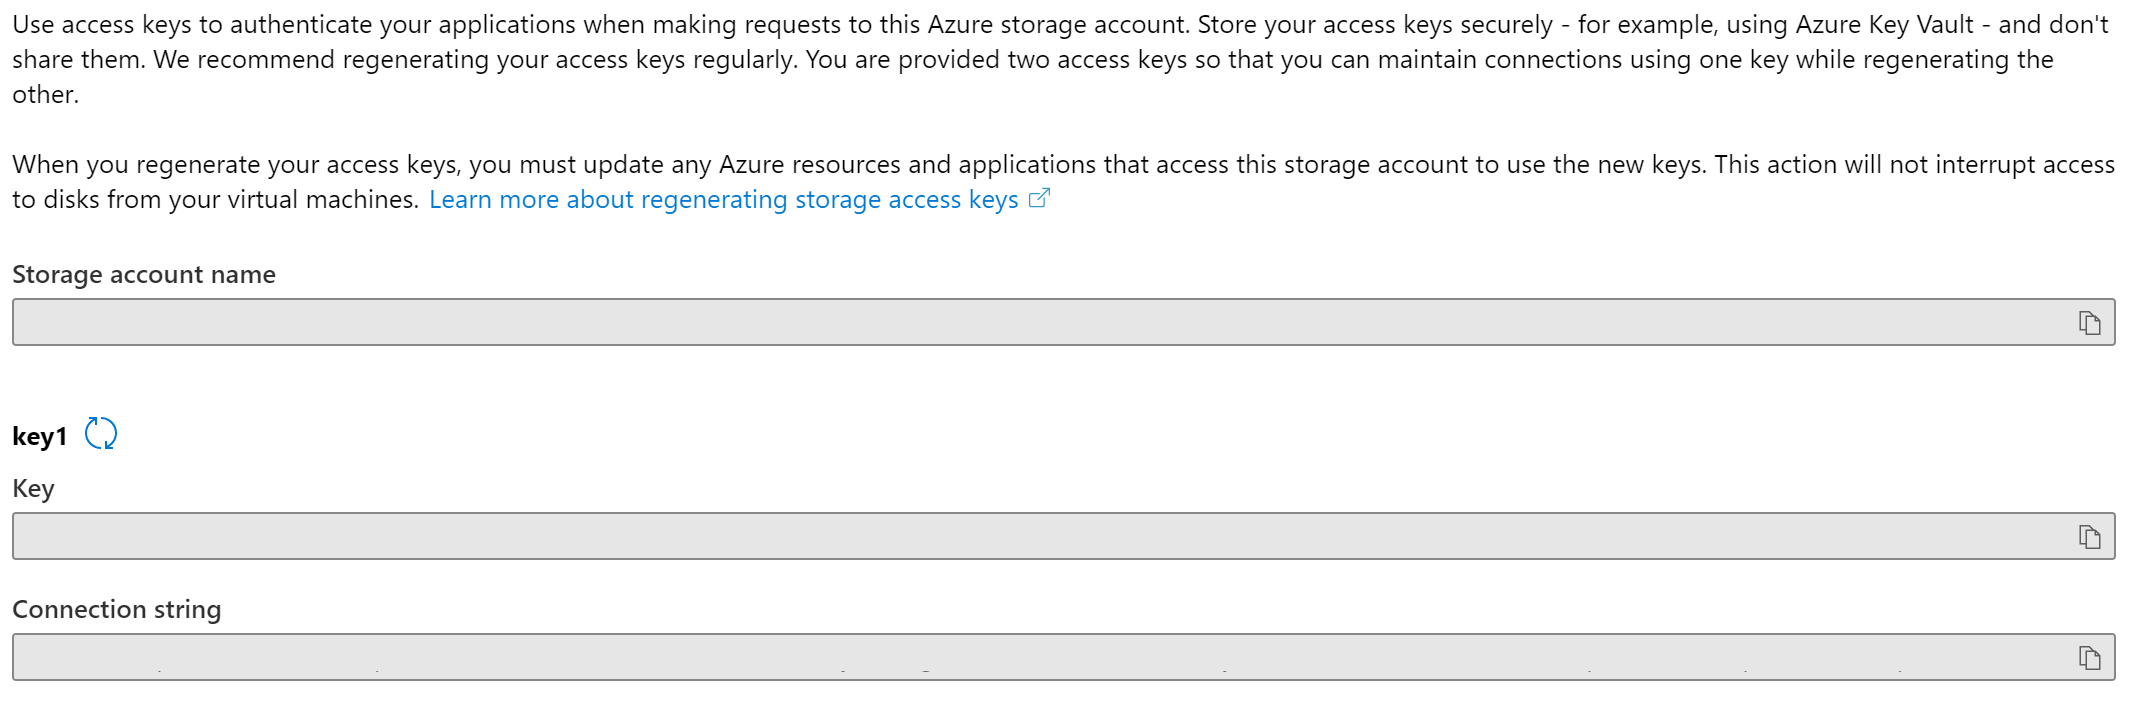 Use access keys to authenticate your applications when making requests to this Azure storage account. Store your access keys securely - for example, using Azure Key Vault - and don't
share them. We recommend regenerating your access keys regularly. You are provided two access keys so that you can maintain connections using one key while regenerating the
other.
When you regenerate your access keys, you must update any Azure resources and applications that access this storage account to use the new keys. This action will not interrupt access
to disks from your virtual machines. Learn more about regenerating storage access keys
Storage account name
key1
Key
Connection string